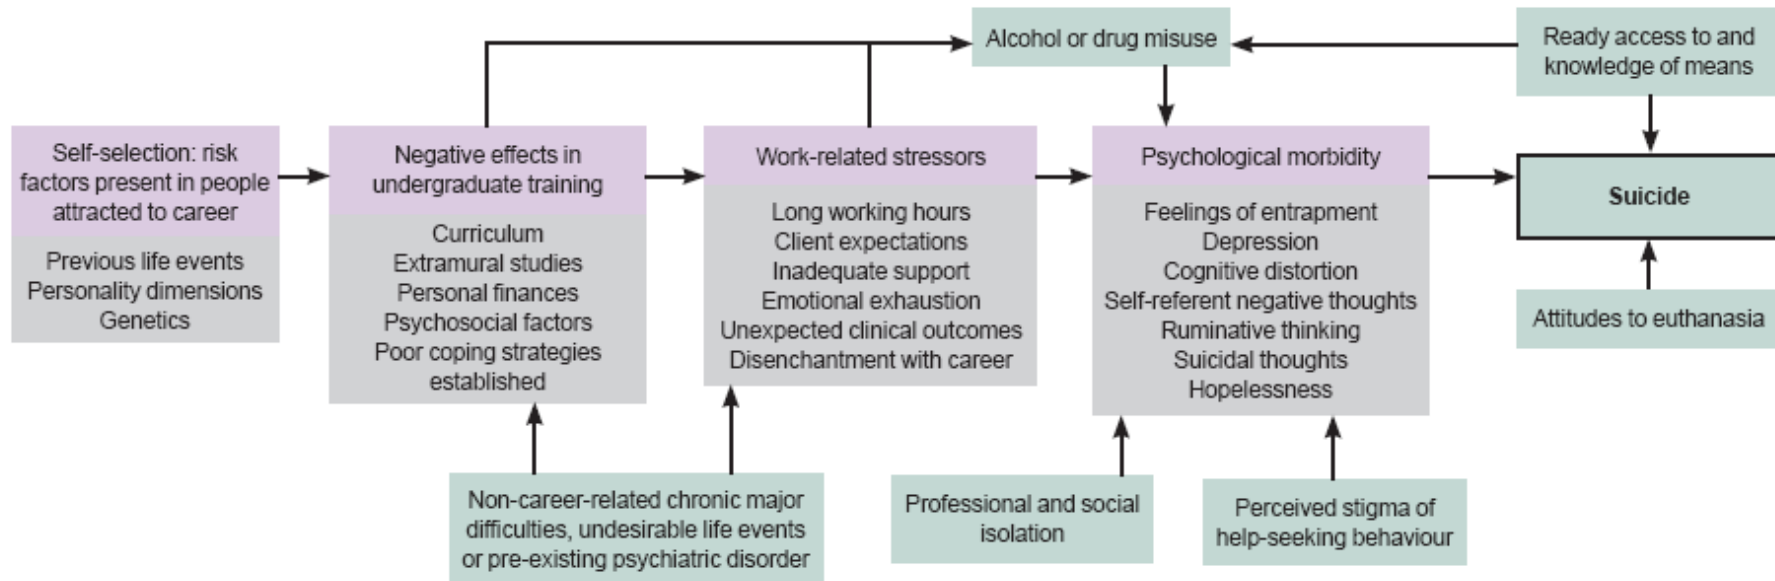 Alcohol or drug misuse
Ready access to and
knowledge of means
Self-selection: risk
factors present in people
attracted to career
Previous life events
Personality dimensions
Genetics
Negative effects in
undergraduate training
Curriculum
Extramural studies
Personal finances
Psychosocial factors
Poor coping strategies
established
Work-related stressors
Long working hours
Client expectations
Inadequate support
Emotional exhaustion
Unexpected clinical outcomes
Disenchantment with career
Psychological morbidity
Feelings of entrapment
Depression
Cognitive distortion
Self-referent negative thoughts
Ruminative thinking
Suicidal thoughts
Hopelessness
Suicide
Attitudes to euthanasia
Non-career-related chronic major
difficulties, undesirable life events
or pre-existing psychiatric disorder
Professional and social
isolation
Perceived stigma of
help-seeking behaviour